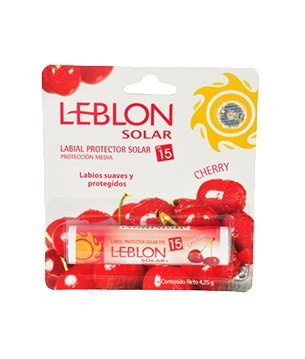 LEBLON
SOLAR
LABIAL PROTECTOR SOLAR FPS 15
PROTECCIÓN MEDIA
Labios suaves y
protegidos
CHERRY
LABIAL PROTECTOR SOLAR FPS 15
LEBLON
SOLAR
Contenido Neto 4,25 g